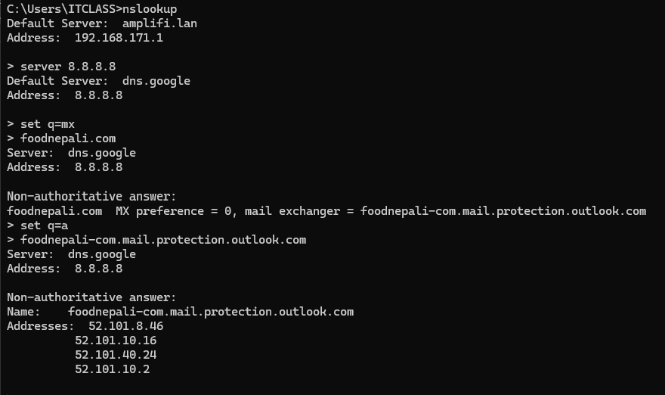 C:\Users\ITCLASS>nslookup
Default Server:  amplifi.lan
Address:  192.168.171.1
> server 8.8.8.8
Default Server:  dns.google
Address:  8.8.8.8
> set q=mx
> foodnepali.com
Server:  dns.google
Address:  8.8.8.8
Non-authoritative answer:
foodnepali.com  MX preference = 0, mail exchanger = foodnepali-com.mail.protection.outlook.com
> set q=a
> foodnepali-com.mail.protection.outlook.com
Server:  dns.google
Address:  8.8.8.8
Non-authoritative answer:
Name:    foodnepali-com.mail.protection.outlook.com
Addresses:  52.101.8.46
52.101.10.16
52.101.40.24
52.101.10.2